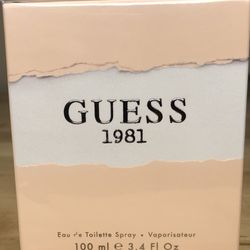 GUESS
1981
Eau de Toilette Spray • Vaporisateur
100 ml e 3.4 Fl Oz